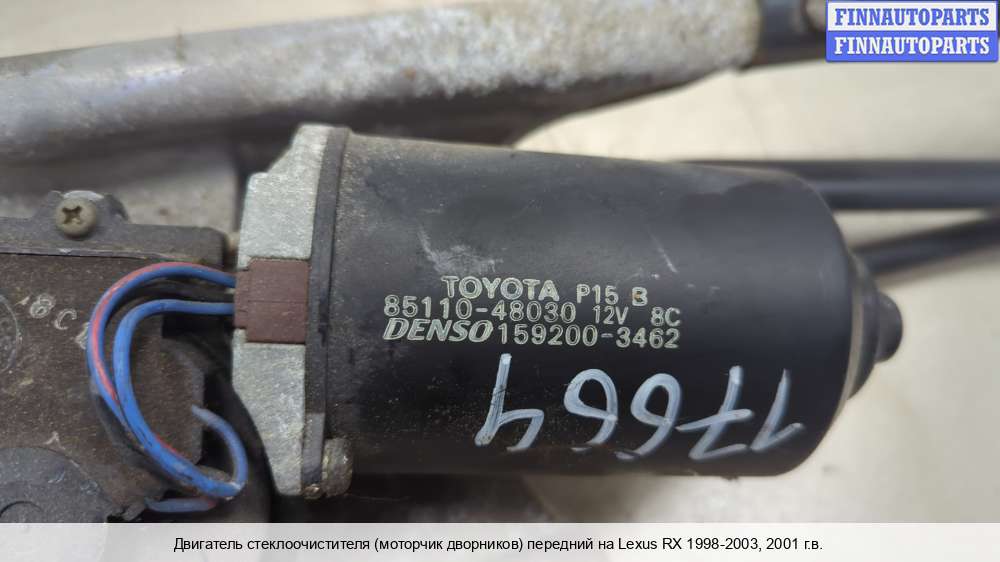 FINNAUTOPARTS
FINNAUTOPARTS
TOYOTA P15 B
85110-48030 12V 8C
DENSO 159200-3462
17664
Двигатель стеклоочистителя (моторчик дворников) передний на Lexus RX 1998-2003, 2001 г.в.